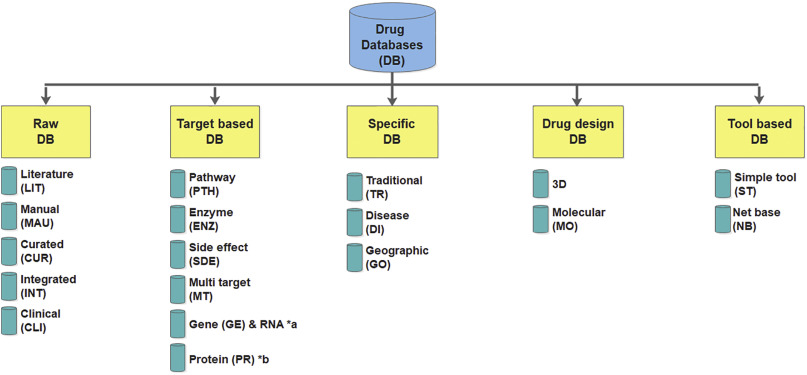 Drug
Databases
(DB)
Raw
DB
Target based
DB
Specific
DB
Drug design
DB
Tool based
DB
Literature
(LIT)
Manual
(MAU)
Curated
(CUR)
Integrated
(INT)
Clinical
(CLI)
Pathway
(PTH)
Enzyme
(ENZ)
Side effect
(SDE)
Multi target
(MT)
Gene (GE) & RNA *a
Protein (PR) *b
Traditional
(TR)
Disease
(DI)
Geographic
(GO)
3D
Molecular
(MO)
Simple tool
(ST)
Net base
(NB)